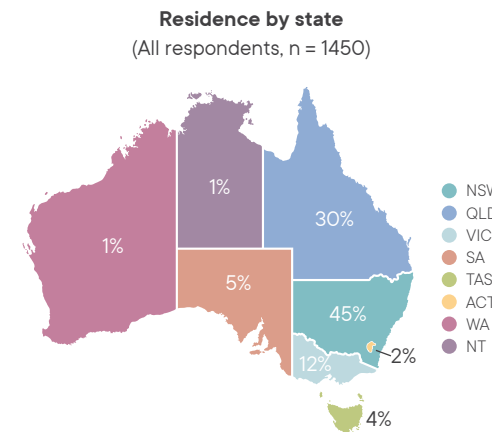 Residence by state
(All respondents, n = 1450)
1%
1%
30%
5%
45%
12%
2%
4%
NSW
QLD
VIC
SA
TAS
ACT
WA
NT